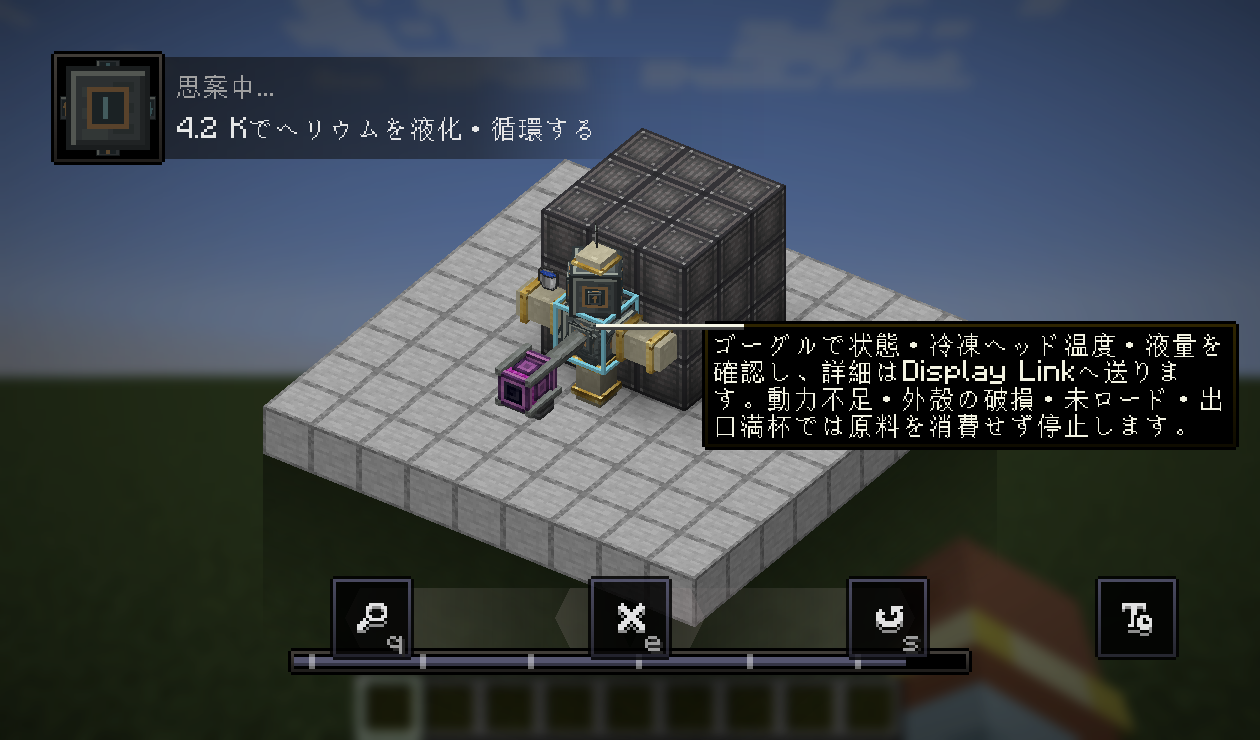 思案中...
4.2 Kでヘリウムを液化・循環する
ゴーグルで状態・冷凍ヘッド温度・液量を
確認し、詳細はDisplay Linkへ送りま
す。動力不足・外殻の破損・未ロード・出
口満杯では原料を消費せず停止します。
q
e
s